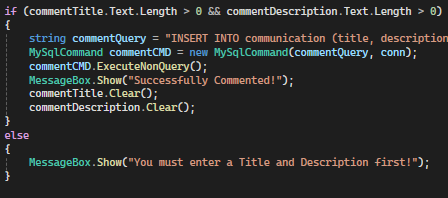 if (commentTitle.Text.Length > 0 && commentDescription.Text.Length > 0)
{
string commentQuery = "INSERT INTO communication (title, description
MySqlCommand commentCMD = new MySqlCommand(commentQuery, conn);
commentCMD.ExecuteNonQuery();
MessageBox.Show("Successfully Commented!");
commentTitle.Clear();
commentDescription.Clear();
}
else
{
MessageBox.Show("You must enter a Title and Description first!");
}